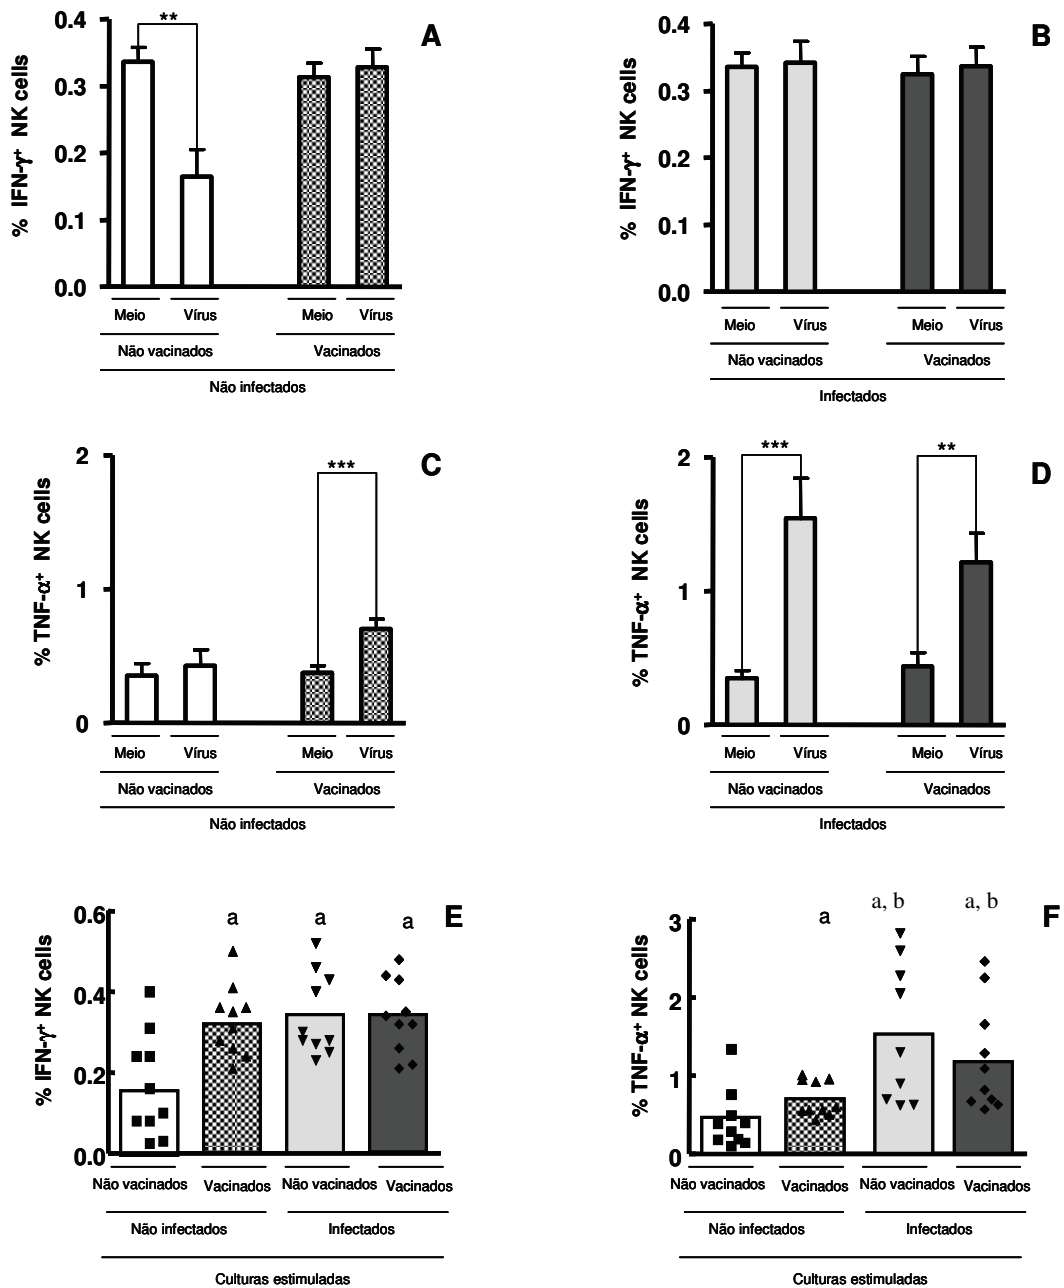 A
% IFN-γ+ NK cells
0.4
0.3
0.2
0.1
0.0
**
Meio Vírus Meio Vírus
Não vacinados Vacinados
Não infectados
B
% IFN-γ+ NK cells
0.4
0.3
0.2
0.1
0.0
Meio Vírus Meio Vírus
Não vacinados Vacinados
Infectados
C
% TNF-α+ NK cells
2
1
0
***
Meio Vírus Meio Vírus
Não vacinados Vacinados
Não infectados
D
% TNF-α+ NK cells
2
1
0
*** **
Meio Vírus Meio Vírus
Não vacinados Vacinados
Infectados
E
% IFN-γ+ NK cells
0.6
0.4
0.2
0.0
a a a
Não vacinados Vacinados Não vacinados Vacinados
Não infectados Infectados
Culturas estimuladas
F
% TNF-α+ NK cells
3
2
1
0
a a, b a, b
Não vacinados Vacinados Não vacinados Vacinados
Não infectados Infectados
Culturas estimuladas